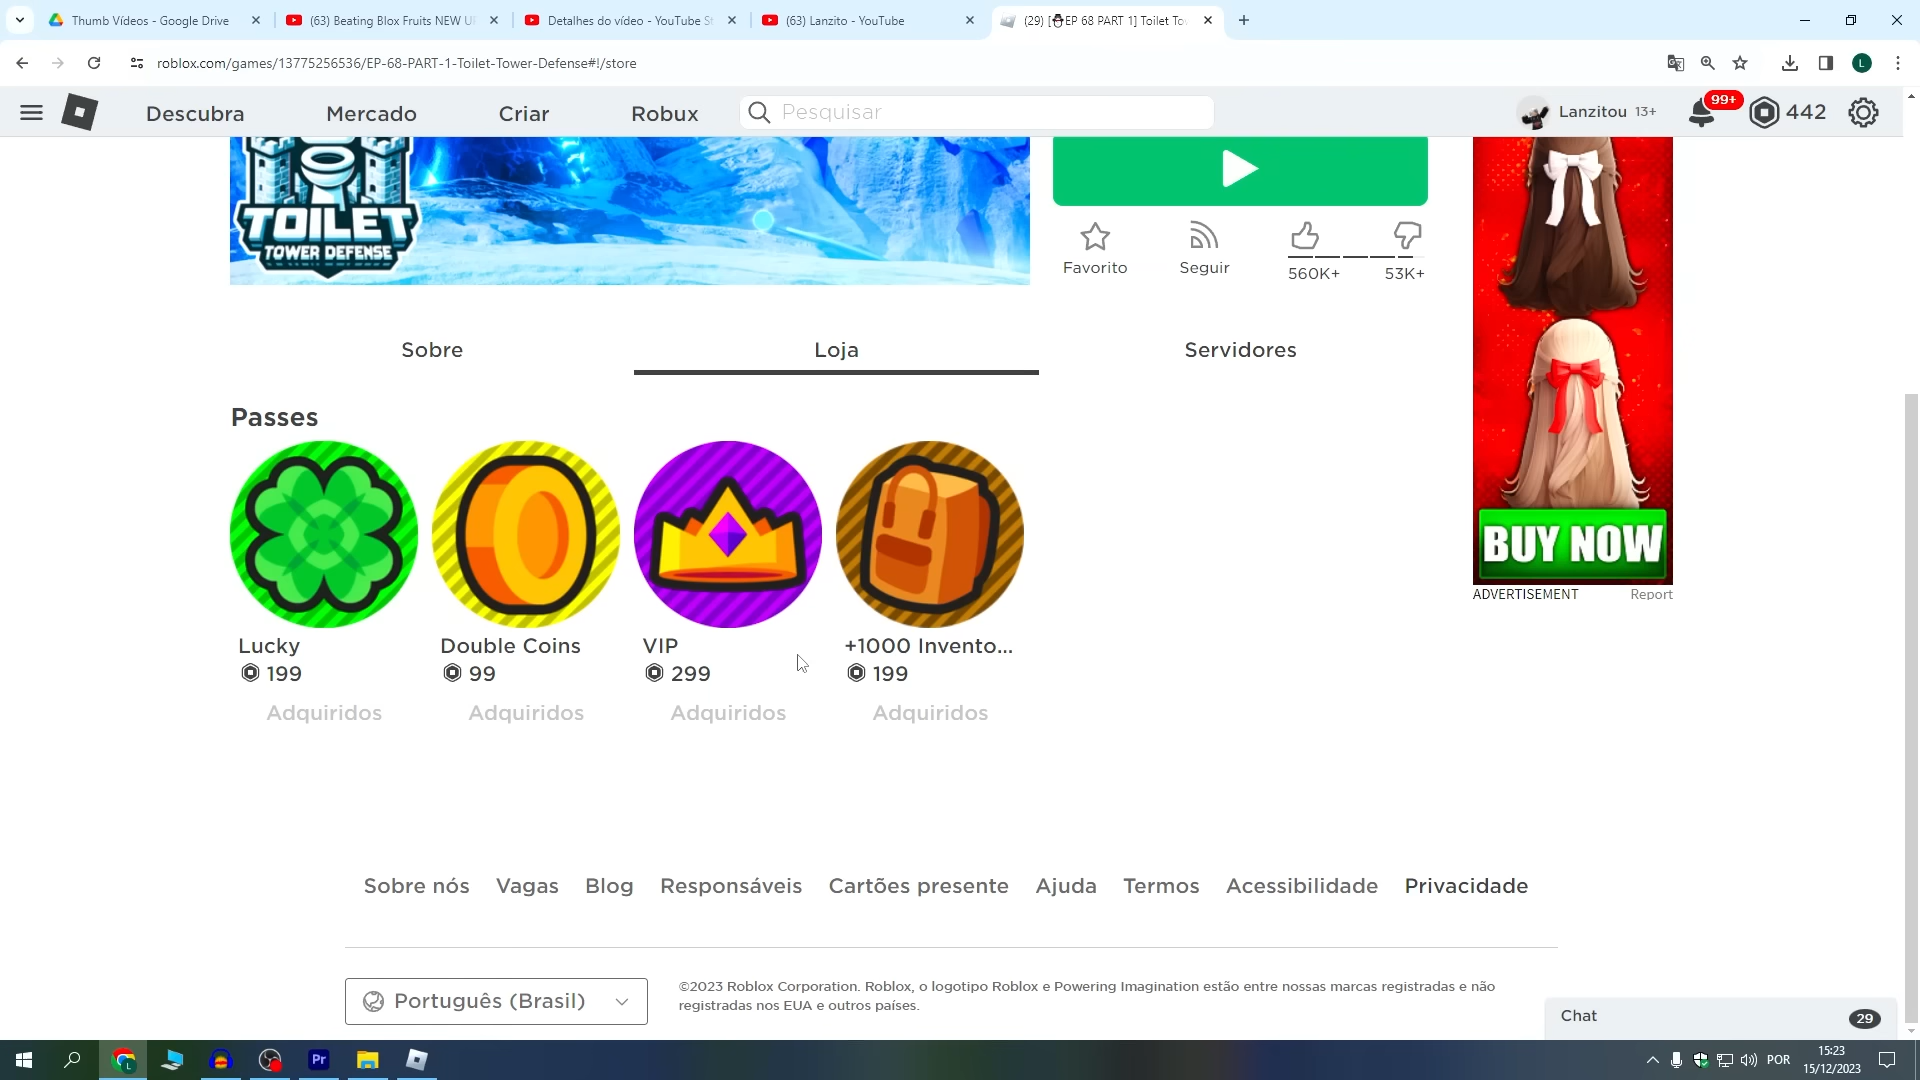 Thumb Vídeos - Google Drive
(63) Beating Blox Fruits NEW U
Detalhes do vídeo - YouTube S
(63) Lanzito - YouTube
(29) [⛄EP 68 PART 1] Toilet To
roblox.com/games/13775256536/EP-68-PART-1-Toilet-Tower-Defense#!/store
L
Descubra
Mercado
Criar
Robux
Pesquisar
Lanzitou 13+
99+
442
TOILET
TOWER DEFENSE
Favorito
Seguir
560K+
53K+
Sobre
Loja
Servidores
Passes
Lucky
199
Adquiridos
Double Coins
99
Adquiridos
VIP
299
Adquiridos
+1000 Invento...
199
Adquiridos
BUY NOW
ADVERTISEMENT
Report
Sobre nós
Vagas
Blog
Responsáveis
Cartões presente
Ajuda
Termos
Acessibilidade
Privacidade
Português (Brasil)
©2023 Roblox Corporation. Roblox, o logotipo Roblox e Powering Imagination estão entre nossas marcas registradas e não
registradas nos EUA e outros países.
Chat
29
Pr
POR
15:23
15/12/2023